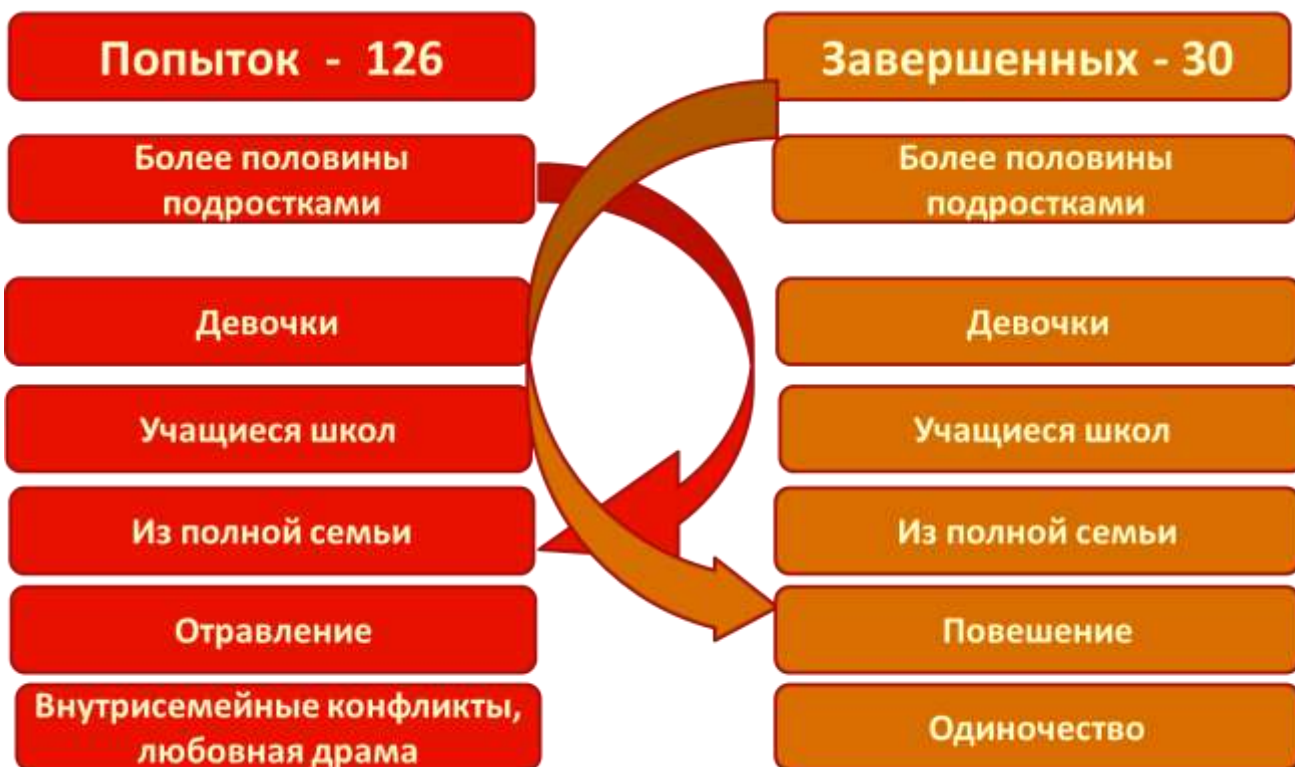 Попыток - 126
Более половины
подростками
Девочки
Учащиеся школ
Из полной семьи
Отравление
Внутрисемейные конфликты,
любовная драма
Завершенных - 30
Более половины
подростками
Девочки
Учащиеся школ
Из полной семьи
Повешение
Одиночество